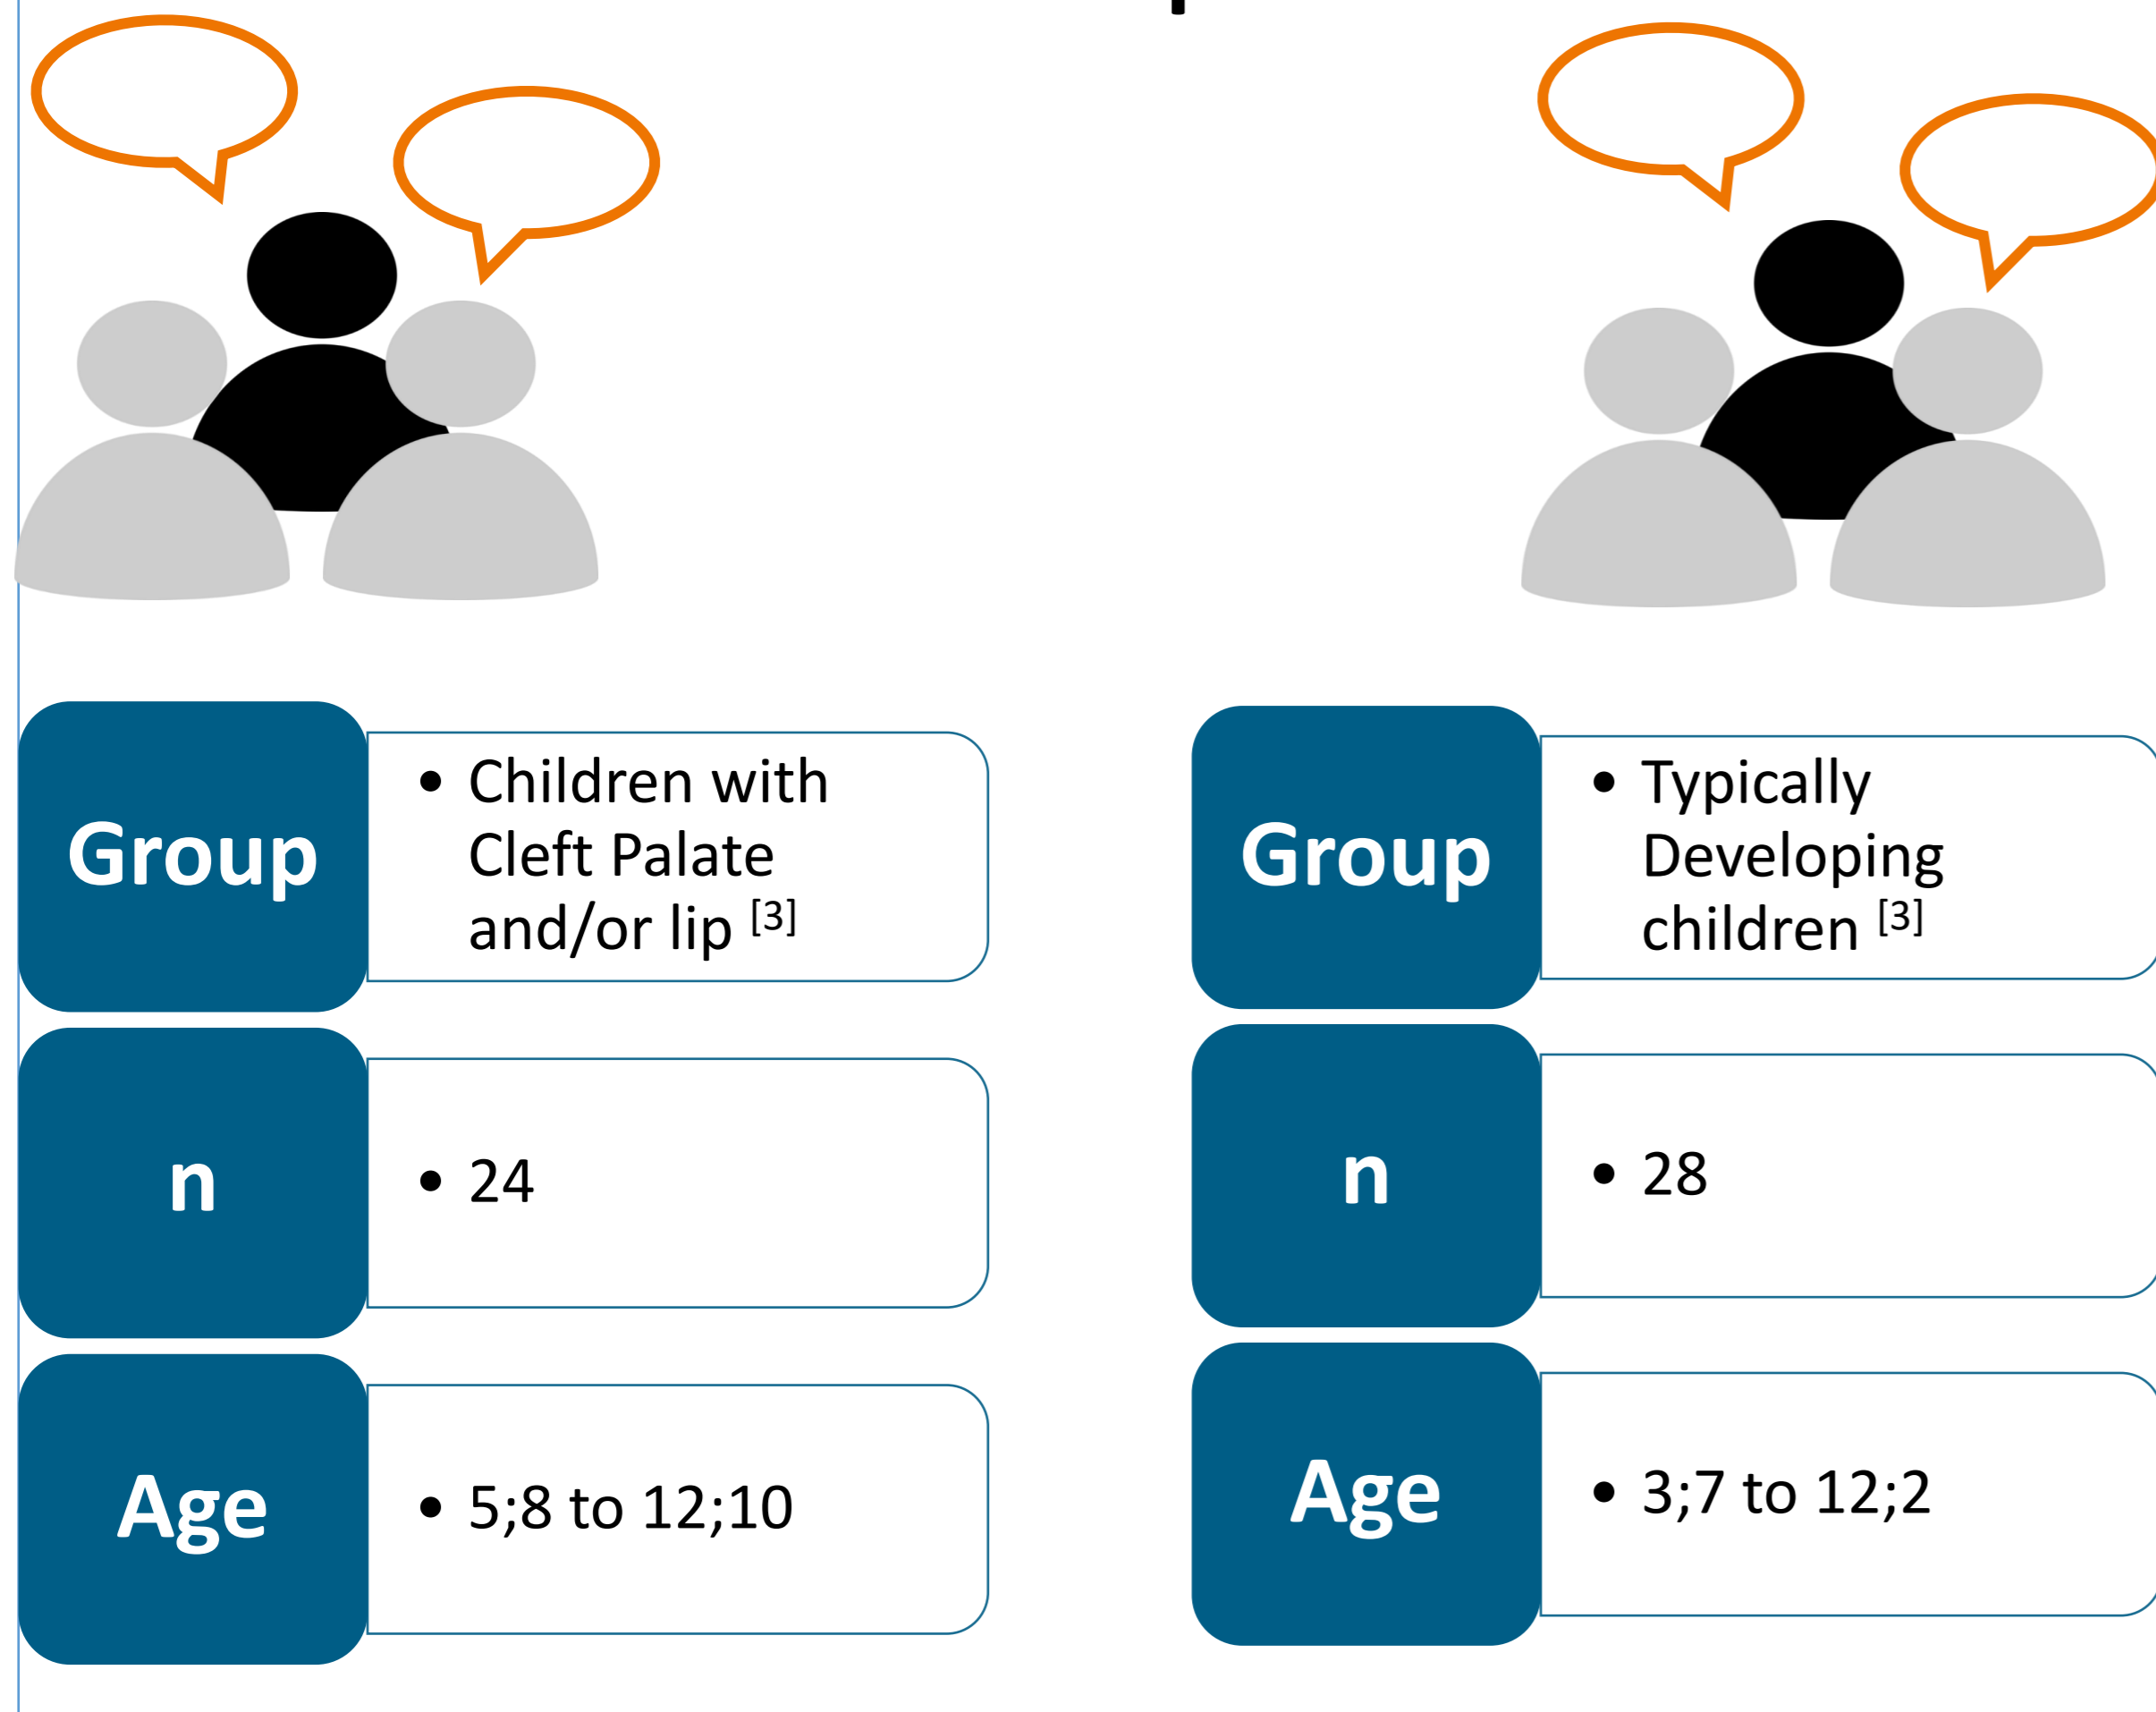 Group
• Children with
Cleft Palate
and/or lip [3]
n
• 24
Age
• 5;8 to 12;10
Group
• Typically
Developing
children [3]
n
• 28
Age
• 3;7 to 12;2